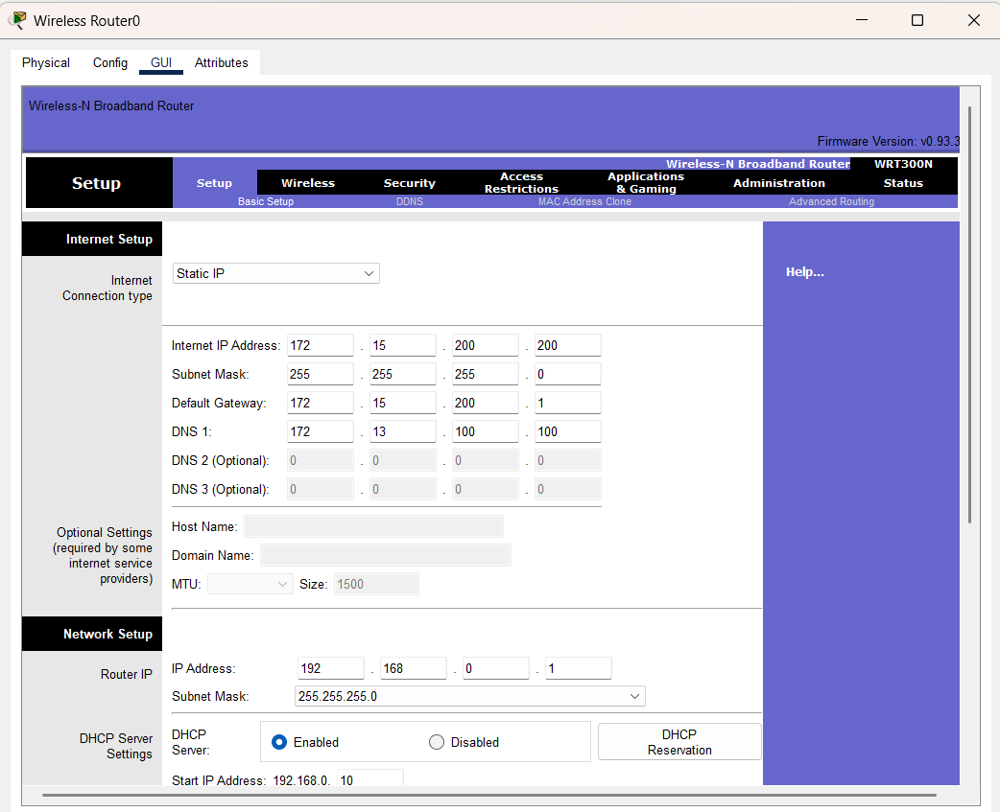 Wireless Router0
Physical Config GUI Attributes
Wireless-N Broadband Router
Firmware Version: v0.93.3
Wireless-N Broadband Router WRT300N
Setup
Setup Wireless Security Access Restrictions Applications & Gaming Administration Status
Basic Setup DDNS MAC Address Clone Advanced Routing
Internet Setup
Help...
Internet
Connection type
Static IP
Internet IP Address: 172 . 15 . 200 . 200
Subnet Mask: 255 . 255 . 255 . 0
Default Gateway: 172 . 15 . 200 . 1
DNS 1: 172 . 13 . 100 . 100
DNS 2 (Optional): 0 . 0 . 0 . 0
DNS 3 (Optional): 0 . 0 . 0 . 0
Optional Settings
(required by some
internet service
providers)
Host Name:
Domain Name:
MTU: Size: 1500
Network Setup
Router IP
IP Address: 192 . 168 . 0 . 1
Subnet Mask: 255.255.255.0
DHCP Server
Settings
DHCP
Server:
Enabled Disabled
DHCP
Reservation
Start IP Address: 192.168.0. 10